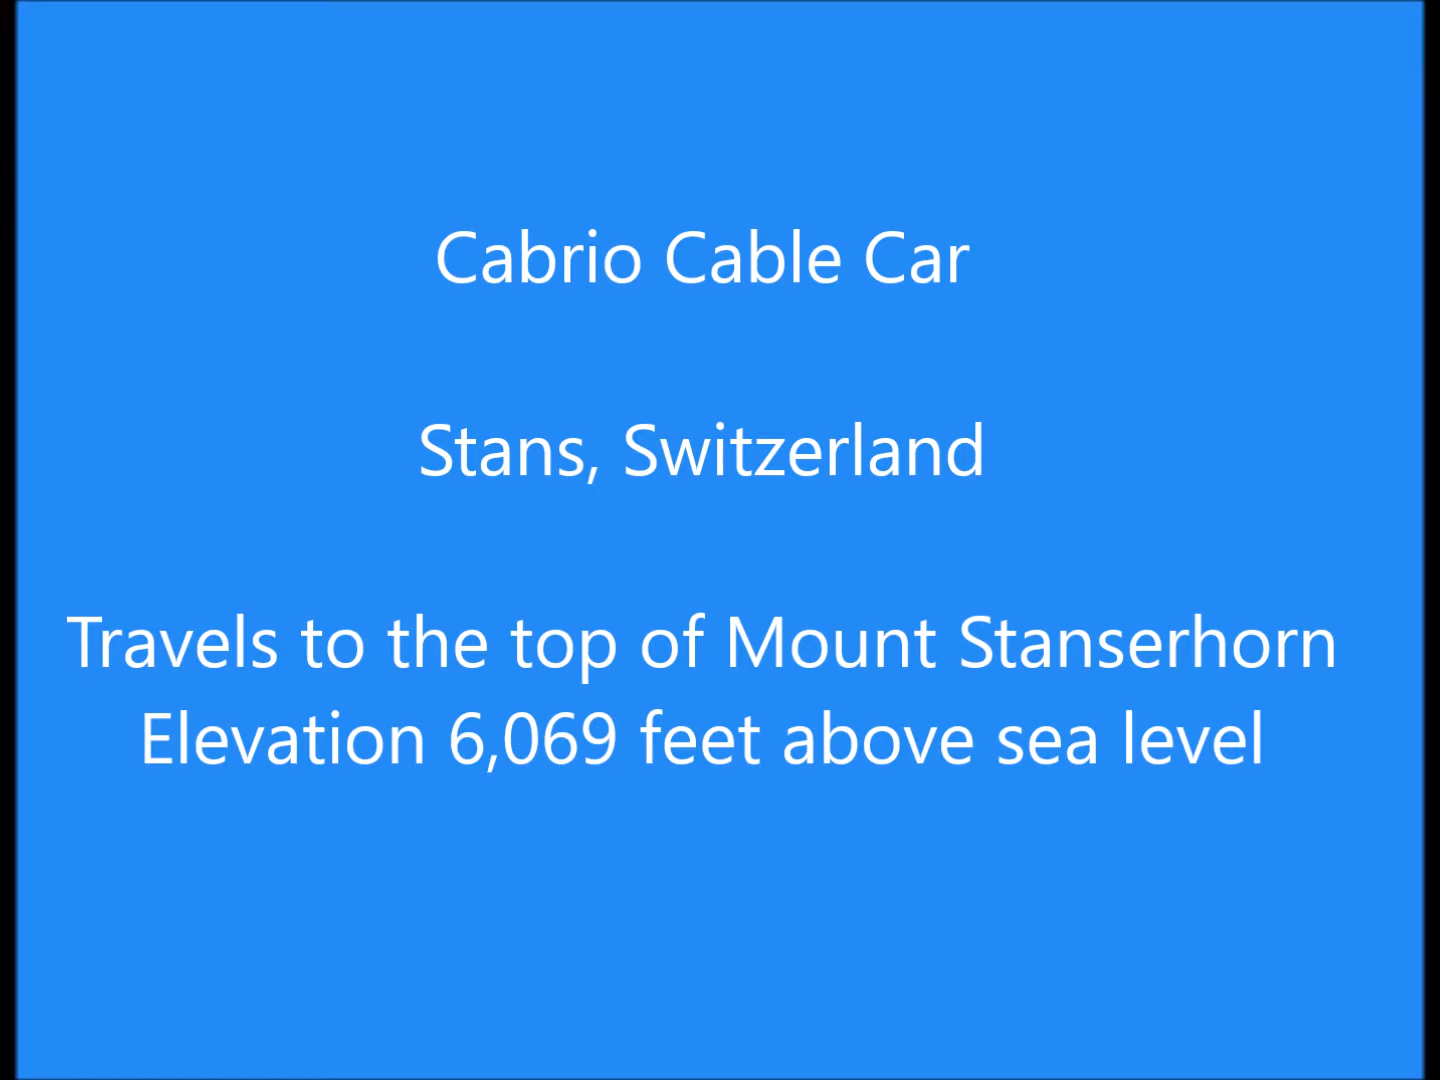 Cabrio Cable Car
Stans, Switzerland
Travels to the top of Mount Stanserhorn
Elevation 6,069 feet above sea level